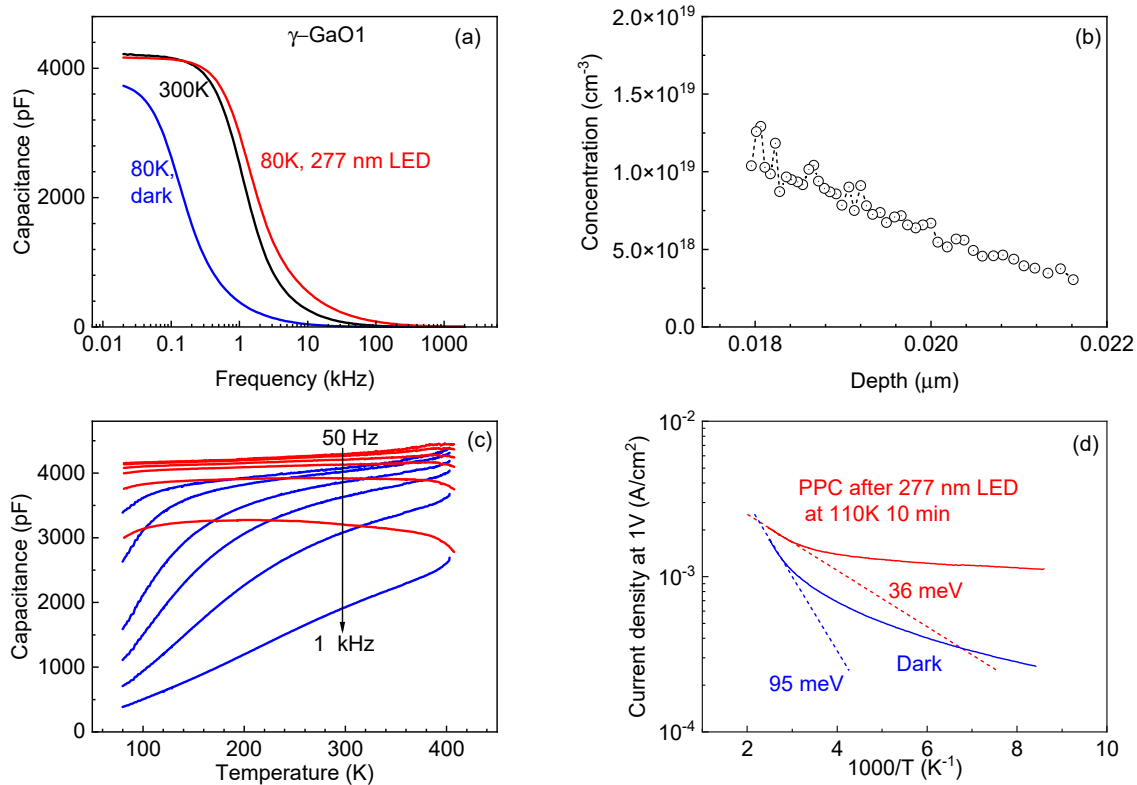 γ–GaO1
(a)
300K
80K,
dark
80K, 277 nm LED
Capacitance (pF)
4000
2000
0
0.01 0.1 1 10 100 1000
Frequency (kHz)
(b)
Concentration (cm-3)
2.0×10^19
1.5×10^19
1.0×10^19
5.0×10^18
0.0
0.018 0.020 0.022
Depth (μm)
(c)
50 Hz
1 kHz
Capacitance (pF)
4000
3000
2000
1000
0
100 200 300 400
Temperature (K)
(d)
PPC after 277 nm LED
at 110K 10 min
36 meV
Dark
95 meV
Current density at 1V (A/cm2)
10^-2
10^-3
10^-4
2 4 6 8 10
1000/T (K-1)